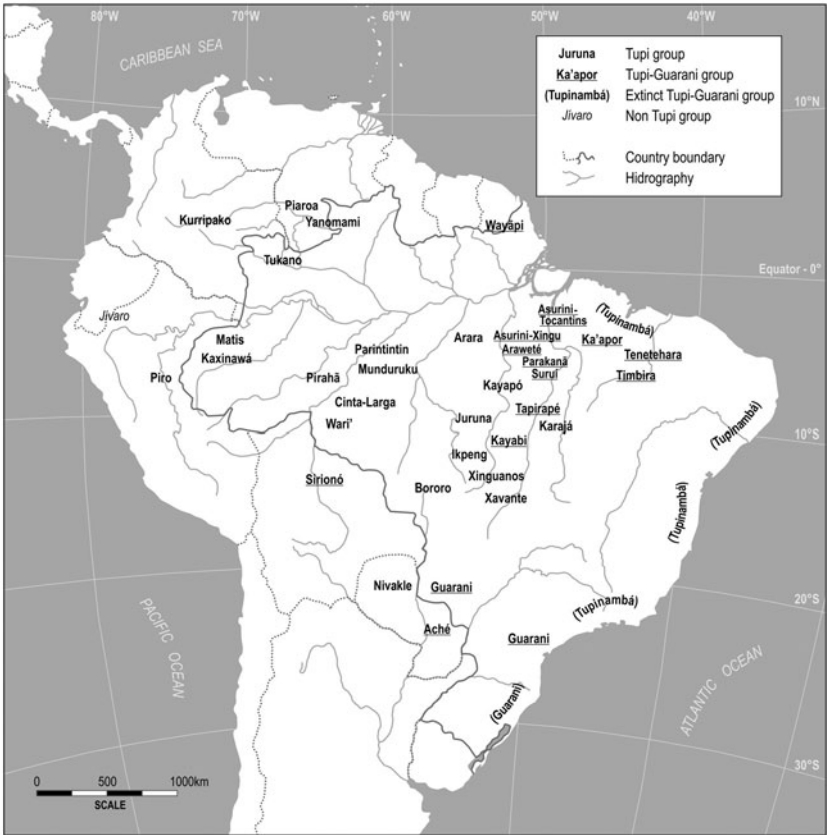 80°W
70°W
60°W
50°W
40°W
CARIBBEAN SEA
Juruna Tupi group
Ka'apor Tupi-Guarani group
(Tupinambá) Extinct Tupi-Guarani group
Jivaro Non Tupi group
Country boundary
Hidrography
10°N
Piaroa
Kurripako
Yanomami
Wayãpi
Tukano
Equator - 0°
Jivaro
Asurini-
Tocantins
(Tupinambá)
Matis
Kaxinawá
Parintintin
Arara
Asurini-Xingu
Ka'apor
Araweté
Tenetehara
Piro
Pirahã
Munduruku
Parakanã
Suruí
Timbira
Kayapó
Cinta-Larga
Wari'
Juruna
Tapirapé
Karajá
(Tupinambá)
10°S
Kayabi
Ikpeng
Sirionó
Bororo
Xinguanos
Xavante
(Tupinambá)
Nivakle
Guarani
(Tupinambá)
20°S
Aché
Guarani
PACIFIC OCEAN
(Guarani)
ATLANTIC OCEAN
30°S
0 500 1000km
SCALE